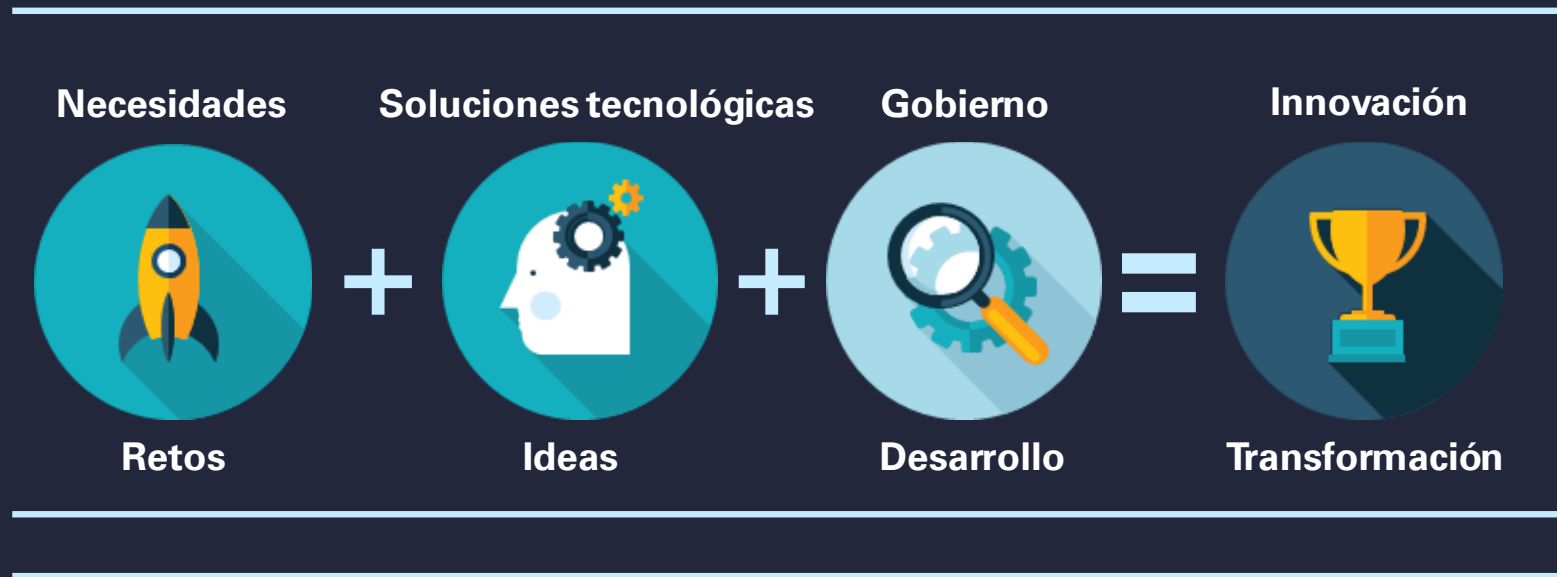 Necesidades
Soluciones tecnológicas
Gobierno
Innovación
+
+
=
Retos
Ideas
Desarrollo
Transformación